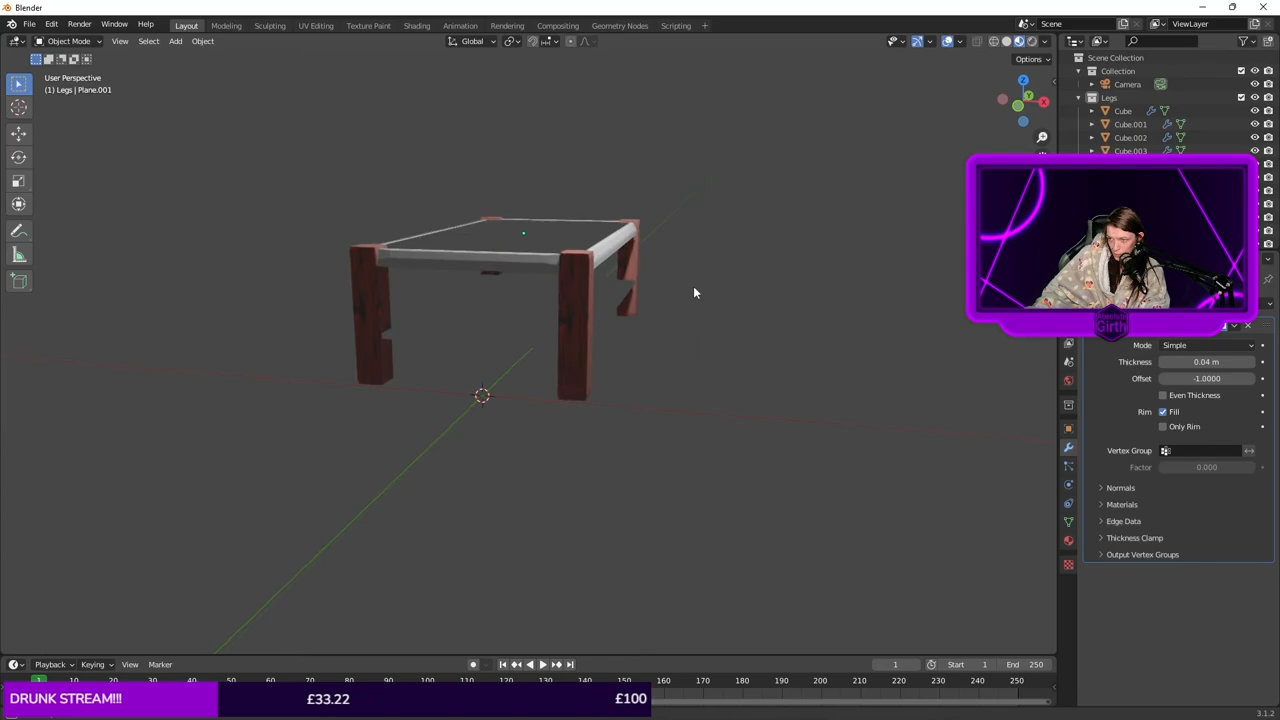 Blender
File Edit Render Window Help Layout Modeling Sculpting UV Editing Texture Paint Shading Animation Rendering Compositing Geometry Nodes Scripting + Scene ViewLayer
Object Mode View Select Add Object Global
Options
User Perspective
(1) Legs | Plane.001
Z
Y
X
Scene Collection
Collection
Camera
Legs
Cube
Cube.001
Cube.002
Cube.003
Girth
Mode Simple
Thickness 0.04 m
Offset -1.0000
Even Thickness
Rim Fill
Only Rim
Vertex Group
Factor 0.000
Normals
Materials
Edge Data
Thickness Clamp
Output Vertex Groups
Playback Keying View Marker 1 Start 1 End 250
1 10 20 30 40 50 60 70 80 90 100 110 120 130 140 150 160 170 180 190 200 210 220 230 240 250
DRUNK STREAM!!! £33.22 £100
3.1.2